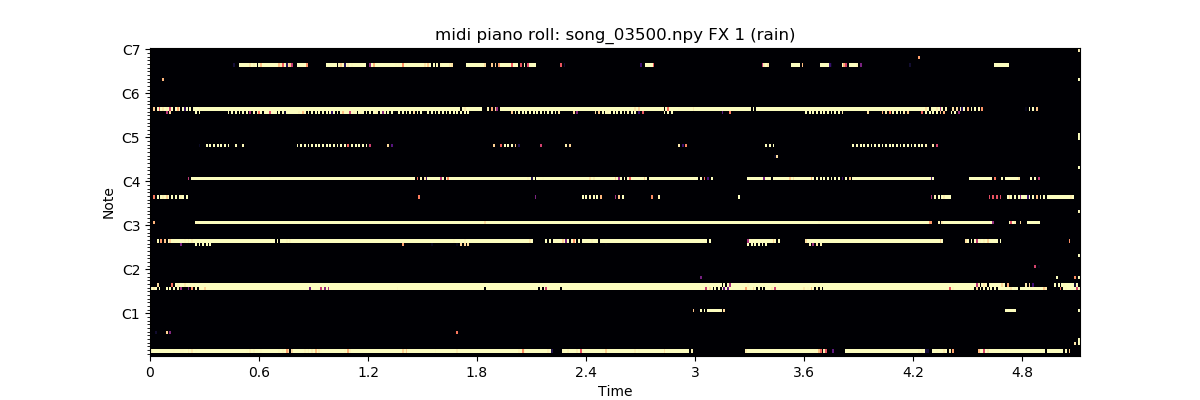 midi piano roll: song_03500.npy FX 1 (rain)
C7
C6
C5
C4
C3
C2
C1
Note
0 0.6 1.2 1.8 2.4 3 3.6 4.2 4.8
Time